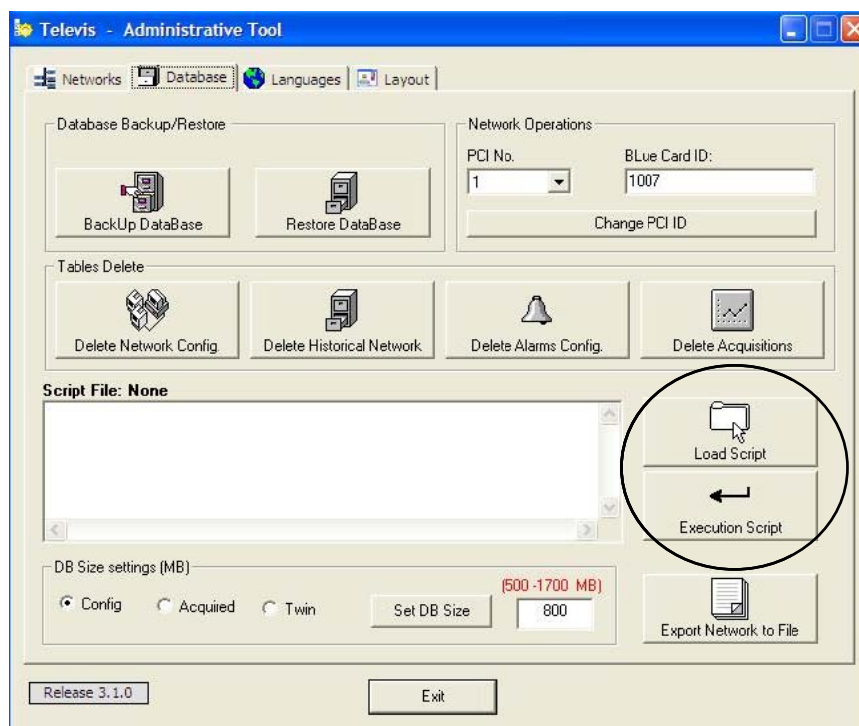 Televis - Administrative Tool
Networks Database Languages Layout
Database Backup/Restore
BackUp DataBase
Restore DataBase
Network Operations
PCI No.
BLue Card ID:
1
1007
Change PCI ID
Tables Delete
Delete Network Config.
Delete Historical Network
Delete Alarms Config.
Delete Acquisitions
Script File: None
Load Script
Execution Script
DB Size settings (MB)
Config
Acquired
Twin
Set DB Size
(500 -1700 MB)
800
Export Network to File
Release 3.1.0
Exit